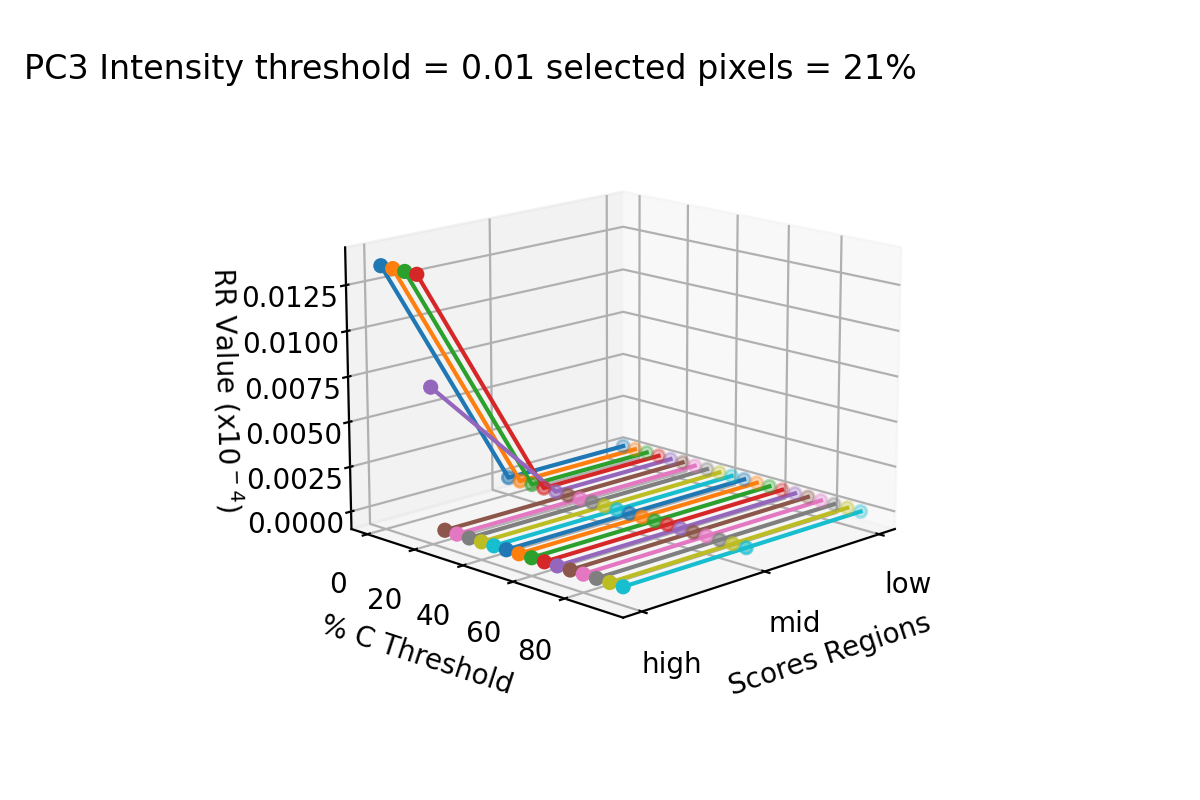 PC3 Intensity threshold = 0.01 selected pixels = 21%
RR Value (x10⁻⁴)
0.0125
0.0100
0.0075
0.0050
0.0025
0.0000
0
20
40
60
80
% C Threshold
high
mid
low
Scores Regions